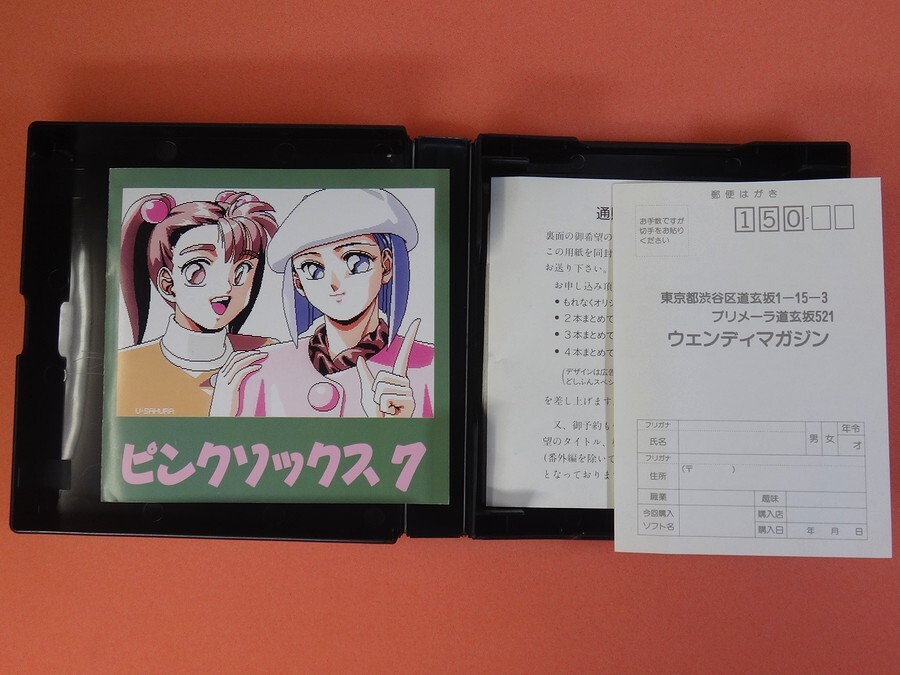 U-SAKURA
ピンクソックス7
裏面の御希望の
この用紙を同封
お送り下さい。
お申し込み項
● もれなくオリシ
● 2本まとめて
● 3本まとめて
● 4本まとめて
(デザインは広告
どしふんスペシ
を差し上げます
又、御予約も
望のタイトル、
(番外編を除いて
となっております
郵便はがき
お手数ですが
切手をお貼り
ください
150-
東京都渋谷区道玄坂1-15-3
プリメーラ道玄坂521
ウェンディマガジン
フリガナ
氏名
男 女
年令
才
フリガナ
住所
(〒 )
職業
趣味
今回購入
ソフト名
購入店
購入日
年 月 日